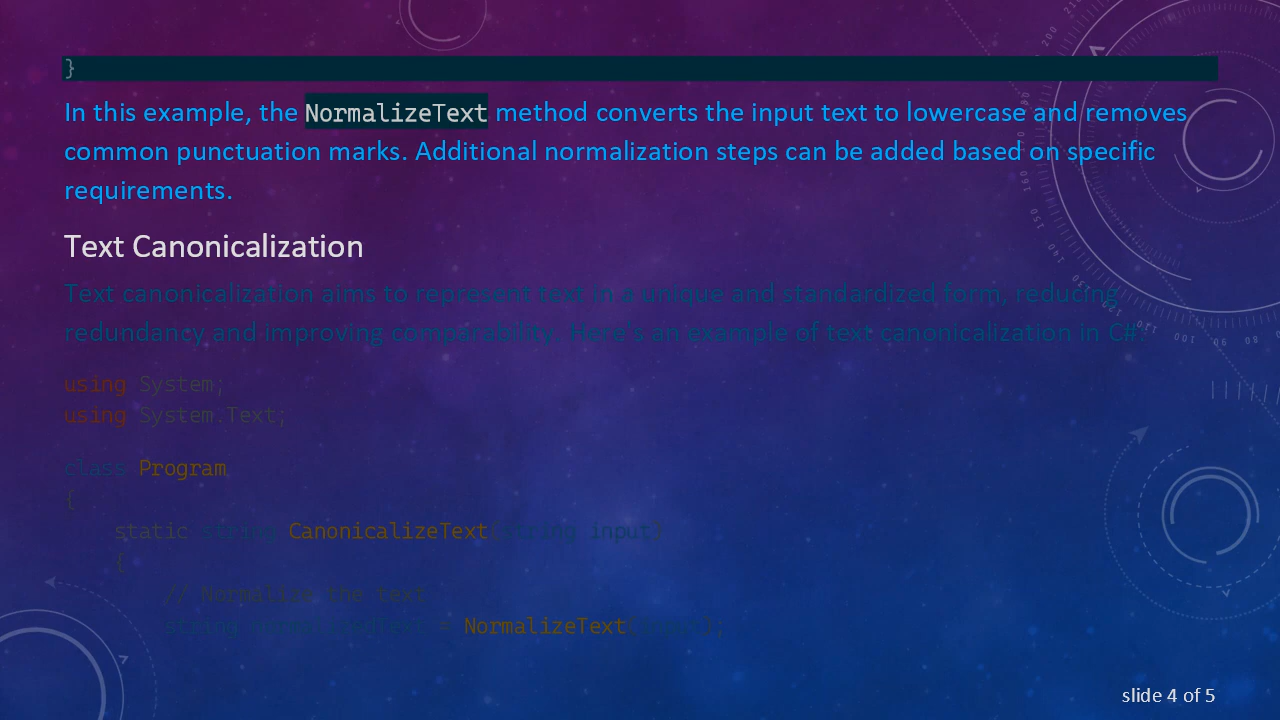 }
In this example, the NormalizeText method converts the input text to lowercase and removes
common punctuation marks. Additional normalization steps can be added based on specific
requirements.
Text Canonicalization
Text canonicalization aims to represent text in a unique and standardized form, reducing
redundancy and improving comparability. Here's an example of text canonicalization in C#:
using System;
using System.Text;
class Program
{
static string CanonicalizeText(string input)
{
// Normalize the text
string normalizedText = NormalizeText(input);
slide 4 of 5